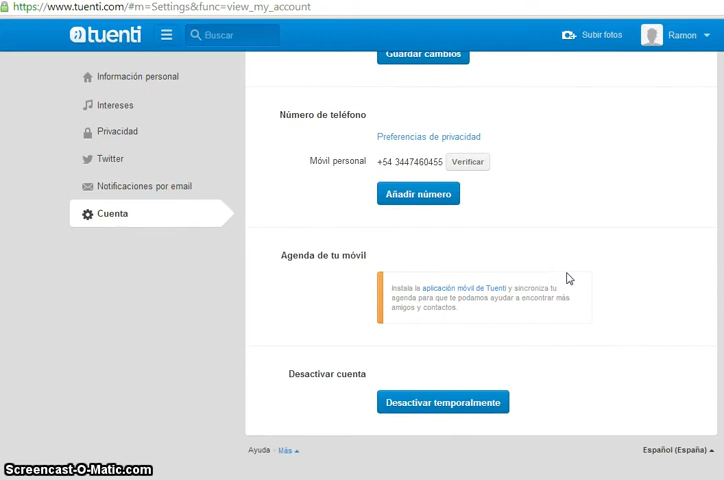 https://www.tuenti.com/#m=Settings&func=view_my_account
tuenti
Buscar
Subir fotos
Ramon
Información personal
Intereses
Privacidad
Twitter
Notificaciones por email
Cuenta
Guardar cambios
Número de teléfono
Preferencias de privacidad
Móvil personal
+54 3447460455
Verificar
Añadir número
Agenda de tu móvil
Instala la aplicación móvil de Tuenti y sincroniza tu
agenda para que te podamos ayudar a encontrar más
amigos y contactos.
Desactivar cuenta
Desactivar temporalmente
Ayuda · Más
Español (España)
Screencast-O-Matic.com